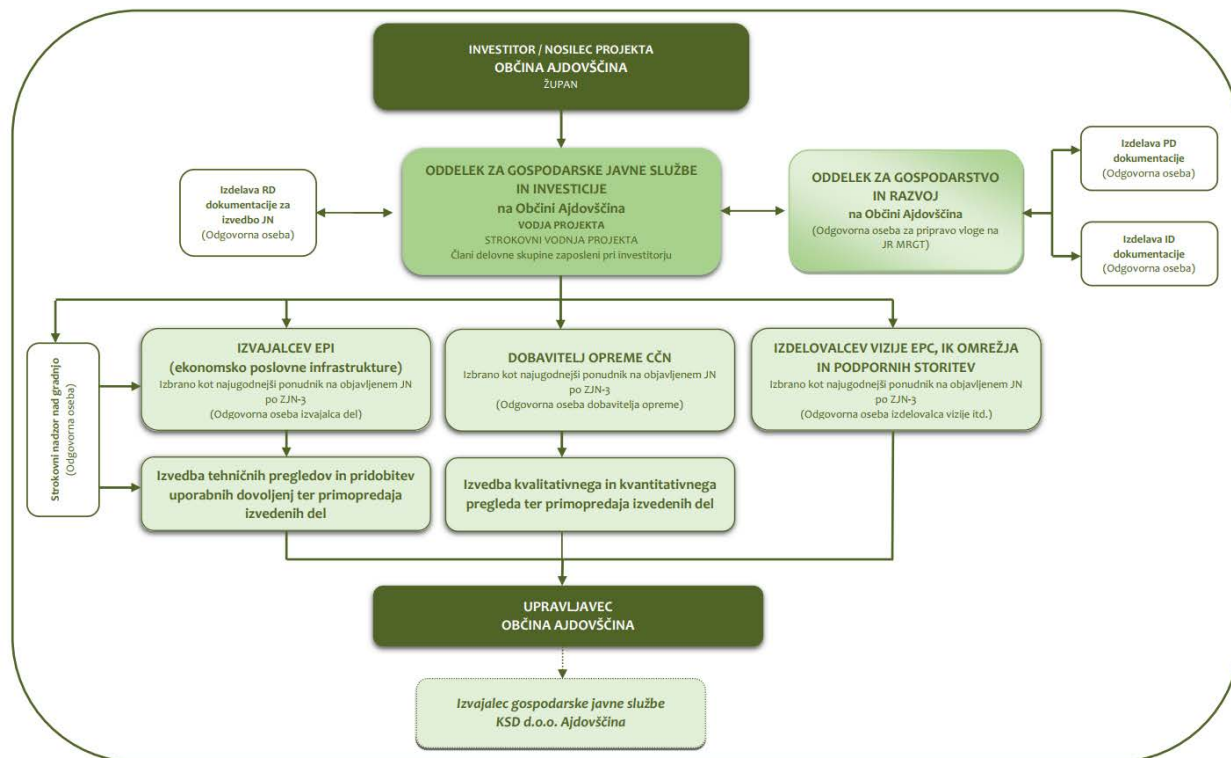 INVESTITOR / NOSILEC PROJEKTA
OBČINA AJDOVŠČINA
ŽUPAN
Izdelava RD
dokumentacije za
izvedbo JN
(Odgovorna oseba)
ODDELEK ZA GOSPODARSKE JAVNE SLUŽBE
IN INVESTICIJE
na Občini Ajdovščina
VODJA PROJEKTA
STROKOVNI VODNJA PROJEKTA
Člani delovne skupine zaposleni pri investitorju
ODDELEK ZA GOSPODARSTVO
IN RAZVOJ
na Občini Ajdovščina
(Odgovorna oseba za pripravo vloge na
JR MRGT)
Izdelava PD
dokumentacije
(Odgovorna oseba)
Izdelava ID
dokumentacije
(Odgovorna oseba)
Strokovni nadzor nad gradnjo
(Odgovorna oseba)
IZVAJALCEV EPI
(ekonomsko poslovne infrastrukture)
Izbrano kot najugodnejši ponudnik na objavljenem JN
po ZJN-3
(Odgovorna oseba izvajalca del)
DOBAVITELJ OPREME CČN
Izbrano kot najugodnejši ponudnik na objavljenem JN
po ZJN-3
(Odgovorna oseba dobavitelja opreme)
IZDELOVALCEV VIZIJE EPC, IK OMREŽJA
IN PODPORNIH STORITEV
Izbrano kot najugodnejši ponudnik na objavljenem JN
po ZJN-3
(Odgovorna oseba izdelovalca vizije itd.)
Izvedba tehničnih pregledov in pridobitev
uporabnih dovoljenj ter primopredaja
izvedenih del
Izvedba kvalitativnega in kvantitativnega
pregleda ter primopredaja izvedenih del
UPRAVLJAVEC
OBČINA AJDOVŠČINA
Izvajalec gospodarske javne službe
KSD d.o.o. Ajdovščina